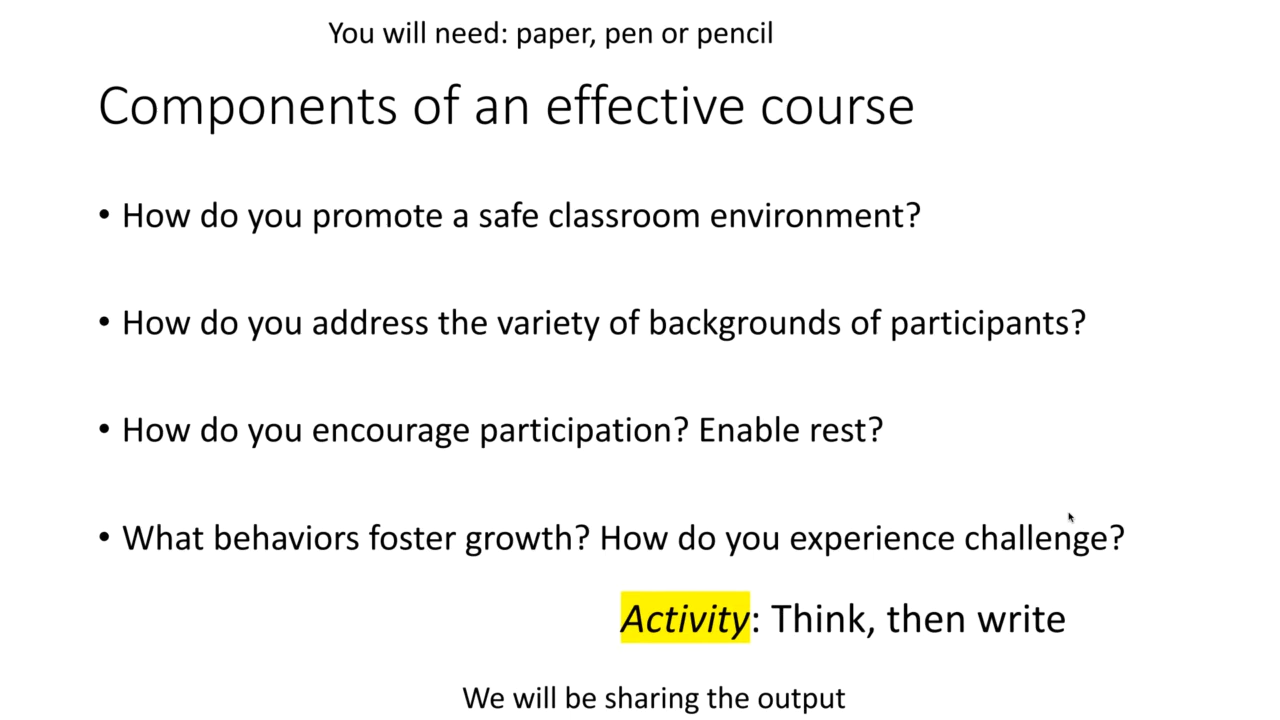 You will need: paper, pen or pencil
Components of an effective course
• How do you promote a safe classroom environment?
• How do you address the variety of backgrounds of participants?
• How do you encourage participation? Enable rest?
• What behaviors foster growth? How do you experience challenge?
Activity: Think, then write
We will be sharing the output